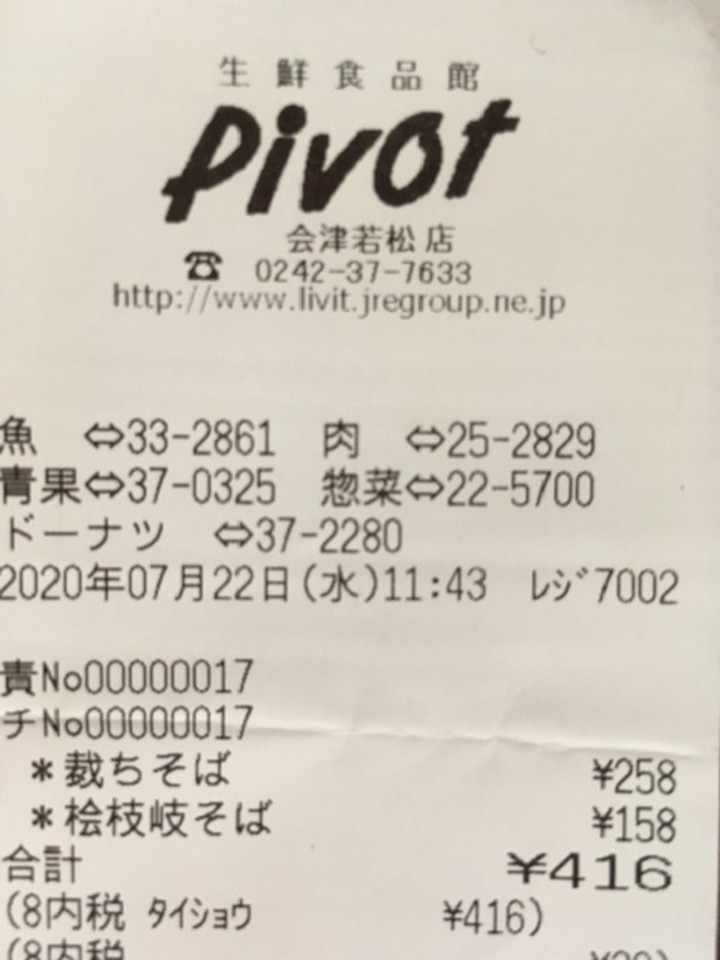 生鮮食品館
Pivot
会津若松店
☎ 0242-37-7633
http://www.livit.jregroup.ne.jp
魚 ⇔33-2861 肉 ⇔25-2829
青果⇔37-0325 惣菜⇔22-5700
ドーナツ ⇔37-2280
2020年07月22日(水)11:43 ﾚｼﾞ7002
責No00000017
チNo00000017
*裁ちそば ¥258
*桧枝岐そば ¥158
合計 ¥416
(8内税 ﾀｲｼｮｳ ¥416)
(8内税